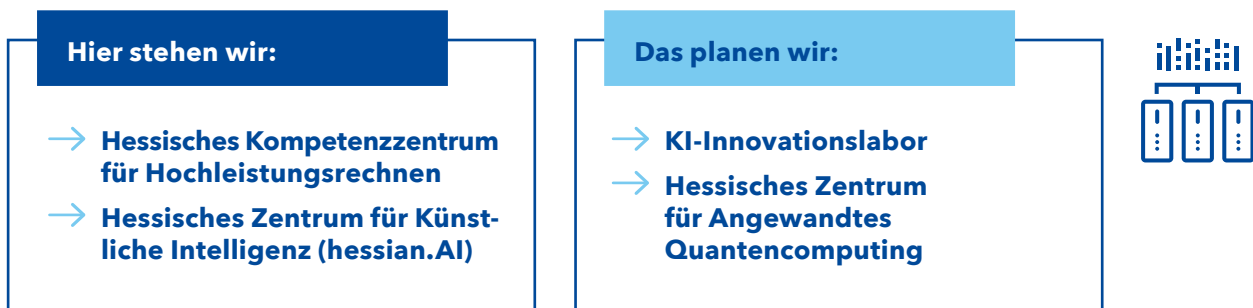 Hier stehen wir:
→ Hessisches Kompetenzzentrum
für Hochleistungsrechnen
→ Hessisches Zentrum für Künst-
liche Intelligenz (hessian.AI)
Das planen wir:
→ KI-Innovationslabor
→ Hessisches Zentrum
für Angewandtes
Quantencomputing